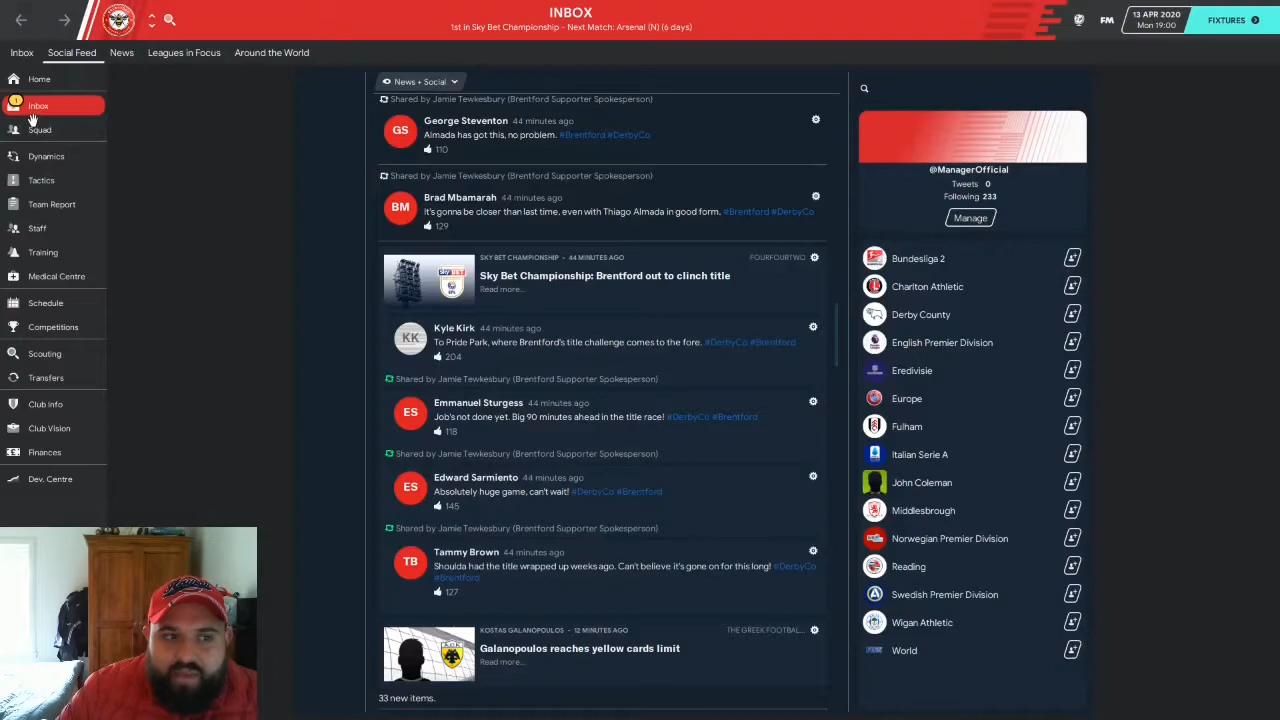 INBOX
1st in Sky Bet Championship - Next Match: Arsenal (N) (6 days)
FM
13 APR 2020
Mon 19:00
FIXTURES
Inbox
Social Feed
News
Leagues in Focus
Around the World
Home
1
Inbox
Squad
Dynamics
Tactics
Team Report
Staff
Training
Medical Centre
Schedule
Competitions
Scouting
Transfers
Club Info
Club Vision
Finances
Dev. Centre
News + Social
Shared by Jamie Tewkesbury (Brentford Supporter Spokesperson)
GS
George Steventon 44 minutes ago
Almada has got this, no problem. #Brentford #DerbyCo
110
Shared by Jamie Tewkesbury (Brentford Supporter Spokesperson)
BM
Brad Mbamarah 44 minutes ago
It's gonna be closer than last time, even with Thiago Almada in good form. #Brentford #DerbyCo
129
SKY BET CHAMPIONSHIP - 44 MINUTES AGO
FOURFOURTWO
Sky Bet Championship: Brentford out to clinch title
Read more...
KK
Kyle Kirk 44 minutes ago
To Pride Park, where Brentford's title challenge comes to the fore. #DerbyCo #Brentford
204
Shared by Jamie Tewkesbury (Brentford Supporter Spokesperson)
ES
Emmanuel Sturgess 44 minutes ago
Job's not done yet. Big 90 minutes ahead in the title race! #DerbyCo #Brentford
118
Shared by Jamie Tewkesbury (Brentford Supporter Spokesperson)
ES
Edward Sarmiento 44 minutes ago
Absolutely huge game, can't wait! #DerbyCo #Brentford
145
Shared by Jamie Tewkesbury (Brentford Supporter Spokesperson)
TB
Tammy Brown 44 minutes ago
Shoulda had the title wrapped up weeks ago. Can't believe it's gone on for this long! #DerbyCo
#Brentford
127
KOSTAS GALANOPOULOS - 12 MINUTES AGO
THE GREEK FOOTBAL...
Galanopoulos reaches yellow cards limit
Read more...
33 new items.
@ManagerOfficial
Tweets 0
Following 233
Manage
Bundesliga 2
Charlton Athletic
Derby County
English Premier Division
Eredivisie
Europe
Fulham
Italian Serie A
John Coleman
Middlesbrough
Norwegian Premier Division
Reading
Swedish Premier Division
Wigan Athletic
World